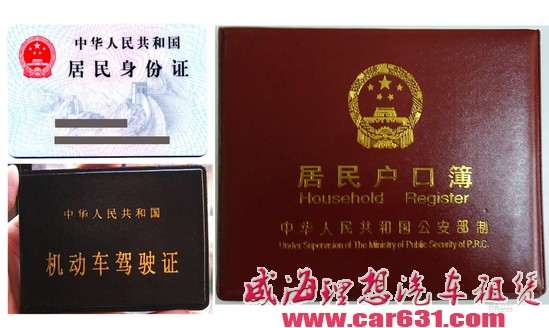 中华人民共和国
居民身份证
中华人民共和国
机动车驾驶证
居民户口簿
Household Register
中华人民共和国公安部制
Under Supervision of The Ministry of Public Security of P.R.C.
威海理想汽车租赁
www.car631.com